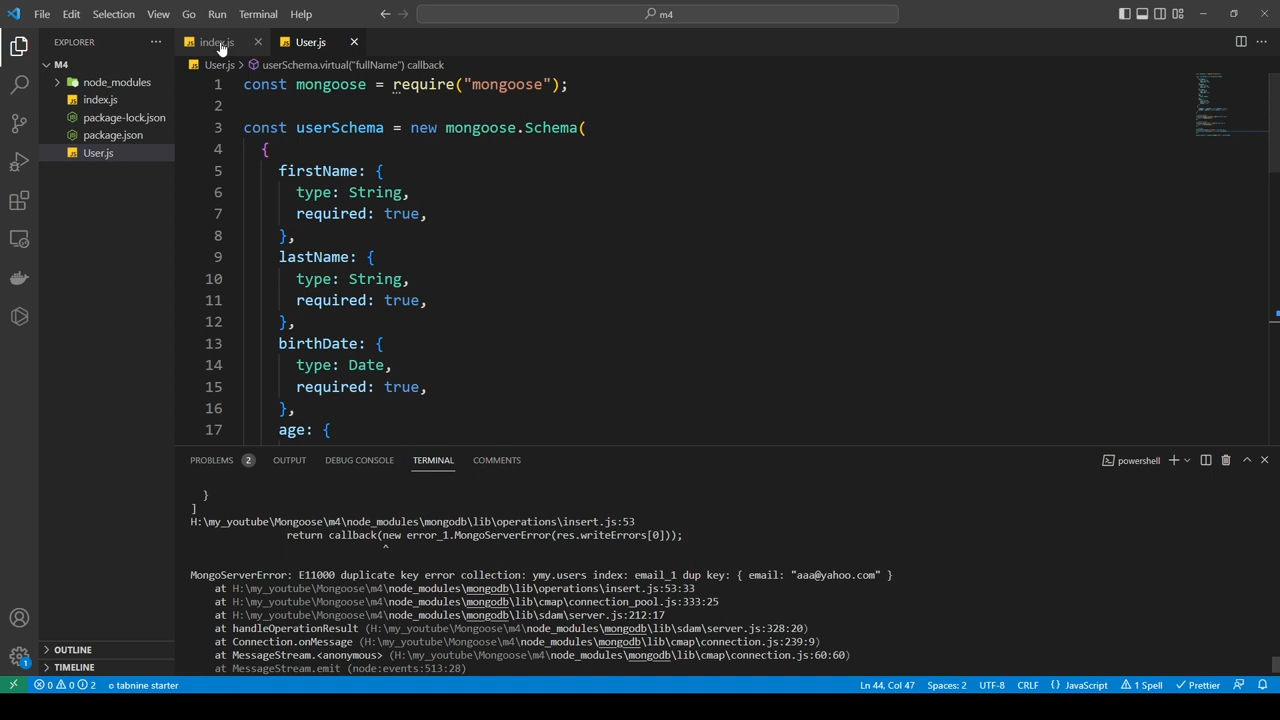 File Edit Selection View Go Run Terminal Help
m4
EXPLORER
M4
node_modules
index.js
package-lock.json
package.json
User.js
OUTLINE
TIMELINE
index.js User.js
User.js > userSchema.virtual("fullName") callback
1 const mongoose = require("mongoose");
2
3 const userSchema = new mongoose.Schema(
4 {
5 firstName: {
6 type: String,
7 required: true,
8 },
9 lastName: {
10 type: String,
11 required: true,
12 },
13 birthDate: {
14 type: Date,
15 required: true,
16 },
17 age: {
PROBLEMS 2 OUTPUT DEBUG CONSOLE TERMINAL COMMENTS
powershell
}
]
H:\my_youtube\Mongoose\m4\node_modules\mongodb\lib\operations\insert.js:53
return callback(new error_1.MongoServerError(res.writeErrors[0]));
^
MongoServerError: E11000 duplicate key error collection: ymy.users index: email_1 dup key: { email: "aaa@yahoo.com" }
at H:\my_youtube\Mongoose\m4\node_modules\mongodb\lib\operations\insert.js:53:33
at H:\my_youtube\Mongoose\m4\node_modules\mongodb\lib\cmap\connection_pool.js:333:25
at H:\my_youtube\Mongoose\m4\node_modules\mongodb\lib\sdam\server.js:212:17
at handleOperationResult (H:\my_youtube\Mongoose\m4\node_modules\mongodb\lib\sdam\server.js:328:20)
at Connection.onMessage (H:\my_youtube\Mongoose\m4\node_modules\mongodb\lib\cmap\connection.js:239:9)
at MessageStream.<anonymous> (H:\my_youtube\Mongoose\m4\node_modules\mongodb\lib\cmap\connection.js:60:60)
at MessageStream.emit (node:events:513:28)
1
0 0 2 tabnine starter Ln 44, Col 47 Spaces: 2 UTF-8 CRLF {} JavaScript 1 Spell Prettier